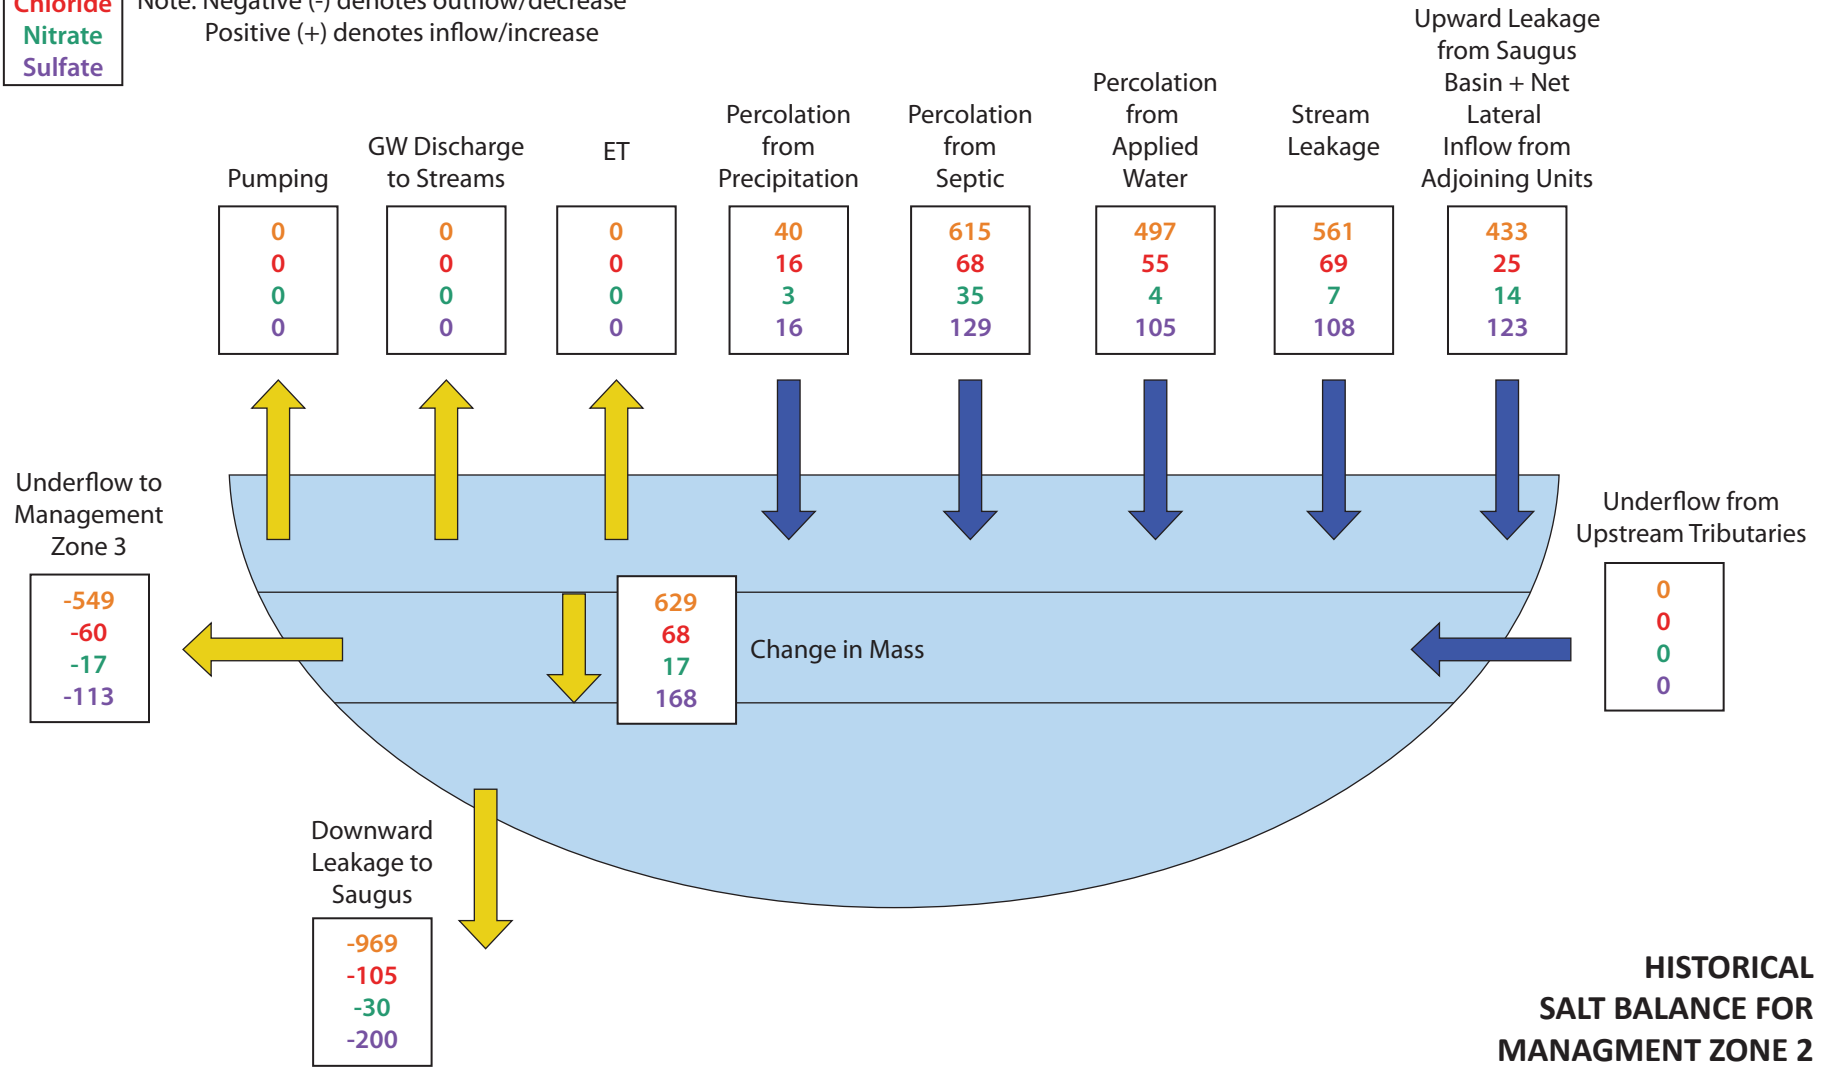 Chloride
Nitrate
Sulfate
Note: Negative (-) denotes outflow/decrease
Positive (+) denotes inflow/increase
Pumping
0
0
0
0
GW Discharge
to Streams
0
0
0
0
ET
0
0
0
0
Percolation
from
Precipitation
40
16
3
16
Percolation
from
Septic
615
68
35
129
Percolation
from
Applied
Water
497
55
4
105
Stream
Leakage
561
69
7
108
Upward Leakage
from Saugus
Basin + Net
Lateral
Inflow from
Adjoining Units
433
25
14
123
Underflow to
Management
Zone 3
-549
-60
-17
-113
629
68
17
168
Change in Mass
Underflow from
Upstream Tributaries
0
0
0
0
Downward
Leakage to
Saugus
-969
-105
-30
-200
HISTORICAL
SALT BALANCE FOR
MANAGMENT ZONE 2